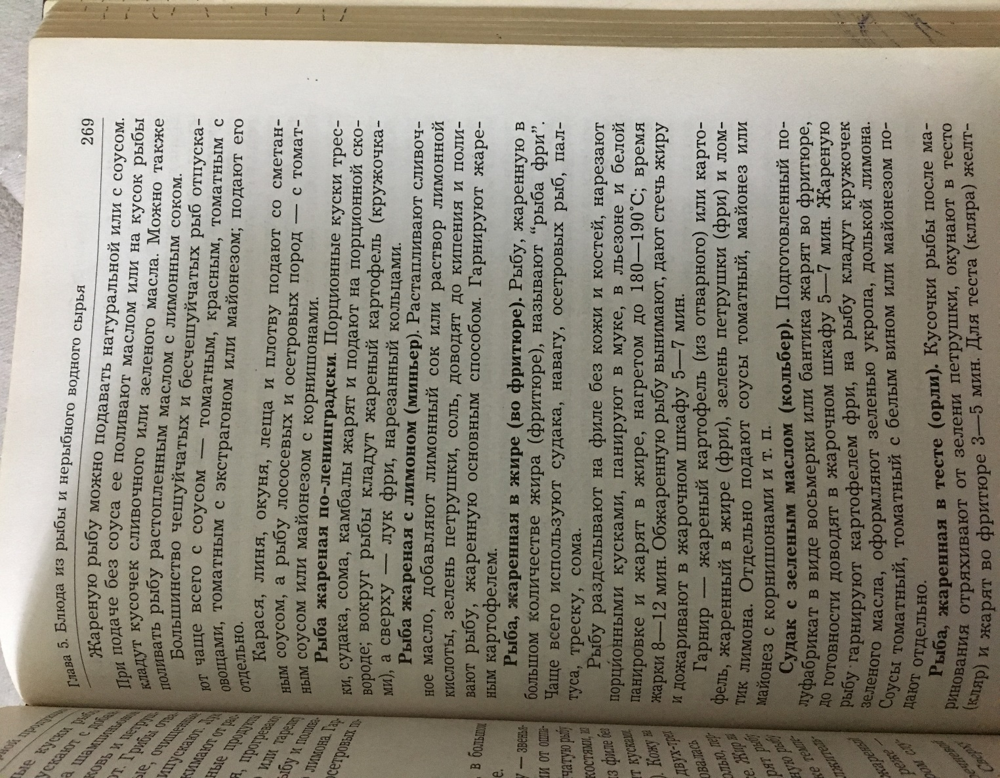 Глава 5. Блюда из рыбы и нерыбного водного сырья 269
Жареную рыбу можно подавать натуральной или с соусом.
При подаче без соуса ее поливают маслом или на кусок рыбы
кладут кусочек сливочного или зеленого масла. Можно также
поливать рыбу растопленным маслом с лимонным соком.
Большинство чешуйчатых и бесчешуйчатых рыб отпуска-
ют чаще всего с соусом — томатным, красным, томатным с
овощами, томатным с экстрагоном или майонезом; подают его
отдельно.
Карася, линя, окуня, леща и плотву подают со сметан-
ным соусом, а рыбу лососевых и осетровых пород — с томат-
ным соусом или майонезом с корнишонами.
Рыба жареная по-ленинградски. Порционные куски трес-
ки, судака, сома, камбалы жарят и подают на порционной ско-
вороде; вокруг рыбы кладут жареный картофель (кружочка-
ми), а сверху — лук фри, нарезанный кольцами.
Рыба жареная с лимоном (миньер). Растапливают сливоч-
ное масло, добавляют лимонный сок или раствор лимонной
кислоты, зелень петрушки, соль, доводят до кипения и поли-
вают рыбу, жаренную основным способом. Гарнируют жаре-
ным картофелем.
Рыба, жаренная в жире (во фритюре). Рыбу, жаренную в
большом количестве жира (фритюре), называют “рыба фри”.
Чаще всего используют судака, навагу, осетровых рыб, пал-
туса, треску, сома.
Рыбу разделывают на филе без кожи и костей, нарезают
порционными кусками, панируют в муке, в льезоне и белой
панировке и жарят в жире, нагретом до 180—190°С; время
жарки 8—12 мин. Обжаренную рыбу вынимают, дают стечь жиру
и дожаривают в жарочном шкафу 5—7 мин.
Гарнир — жареный картофель (из отварного) или карто-
фель, жаренный в жире (фри), зелень петрушки (фри) и лом-
тик лимона. Отдельно подают соусы томатный, майонез или
майонез с корнишонами и т. п.
Судак с зеленым маслом (кольбер). Подготовленный по-
луфабрикат в виде восьмерки или бантика жарят во фритюре,
до готовности доводят в жарочном шкафу 5—7 мин. Жареную
рыбу гарнируют картофелем фри, на рыбу кладут кружочек
зеленого масла, оформляют зеленью укропа, долькой лимона.
Соусы томатный, томатный с белым вином или майонезом по-
дают отдельно.
Рыба, жаренная в тесте (орли). Кусочки рыбы после ма-
ринования отряхивают от зелени петрушки, окунают в тесто
(кляр) и жарят во фритюре 3—5 мин. Для теста (кляра) желт-